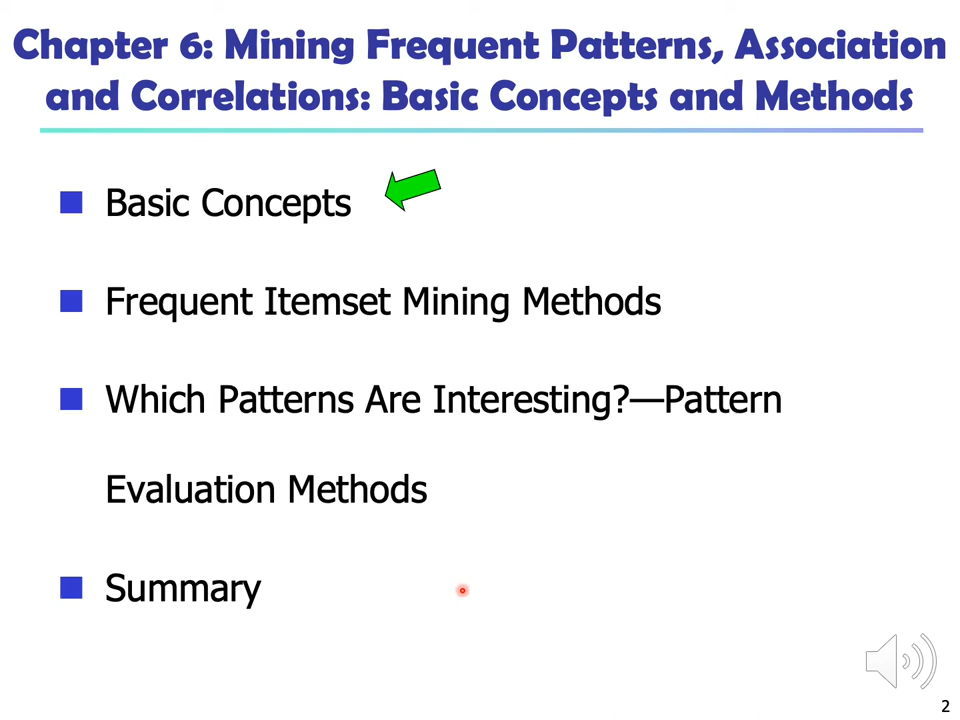 Chapter 6: Mining Frequent Patterns, Association
and Correlations: Basic Concepts and Methods
Basic Concepts
Frequent Itemset Mining Methods
Which Patterns Are Interesting?—Pattern
Evaluation Methods
Summary
2